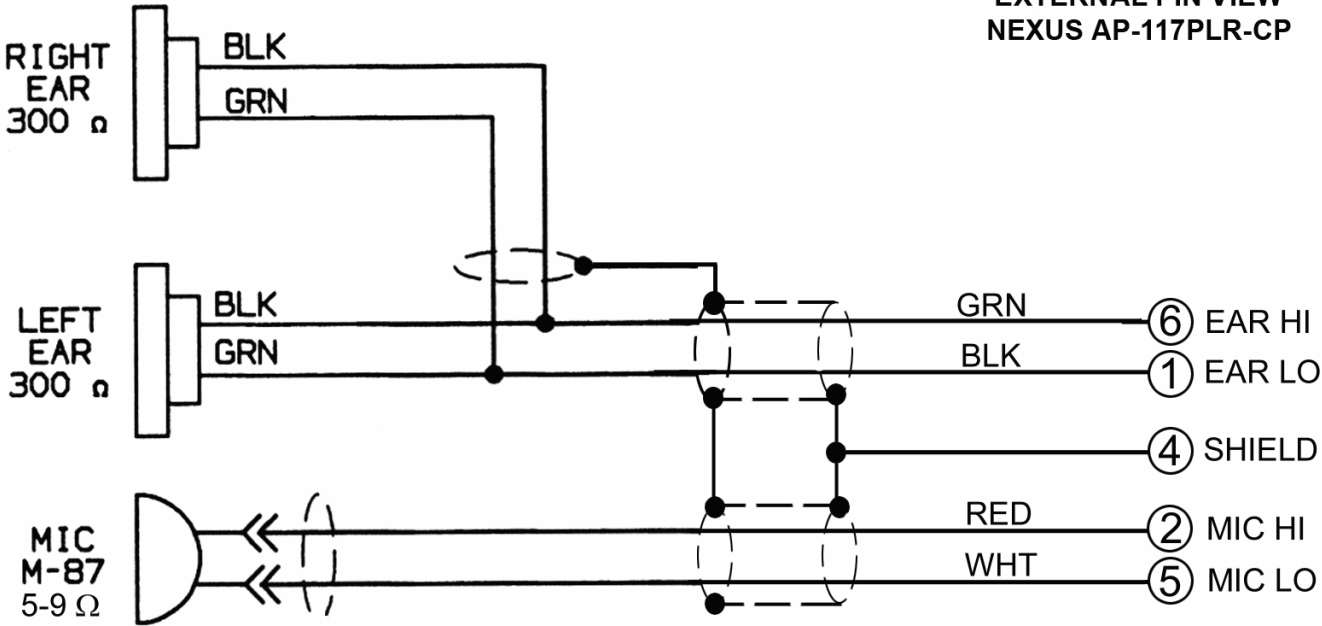 EXTERNAL PIN VIEW
NEXUS AP-117PLR-CP
RIGHT
EAR
300 Ω
BLK
GRN
LEFT
EAR
300 Ω
BLK
GRN
GRN
6 EAR HI
BLK
1 EAR LO
4 SHIELD
MIC
M-87
5-9 Ω
RED
2 MIC HI
WHT
5 MIC LO